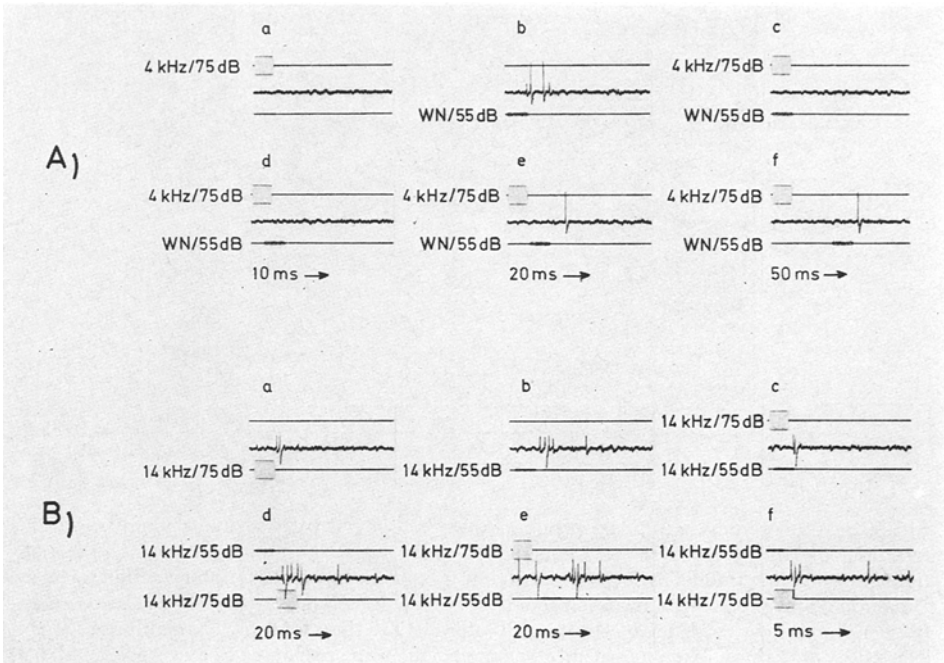 a b c
4 kHz/75 dB 4 kHz/75 dB
WN/55 dB WN/55 dB
A)
d e f
4 kHz/75 dB 4 kHz/75 dB 4 kHz/75 dB
WN/55 dB WN/55 dB
10 ms → 20 ms → 50 ms →
a b c
14 kHz/75 dB
14 kHz/75 dB 14 kHz/55 dB 14 kHz/55 dB
B)
d e f
14 kHz/55 dB 14 kHz/75 dB 14 kHz/55 dB
14 kHz/75 dB 14 kHz/55 dB 14 kHz/75 dB
20 ms → 20 ms → 5 ms →